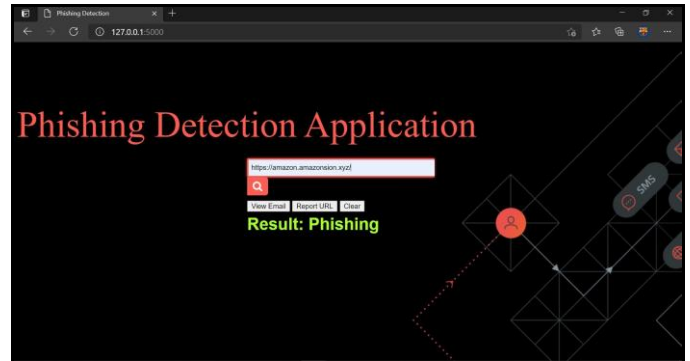 Phishing Detection
127.0.0.1:5000
Phishing Detection Application
https://amazon.amazonsion.xyz/
View Email Report URL Clear
Result: Phishing
SMS